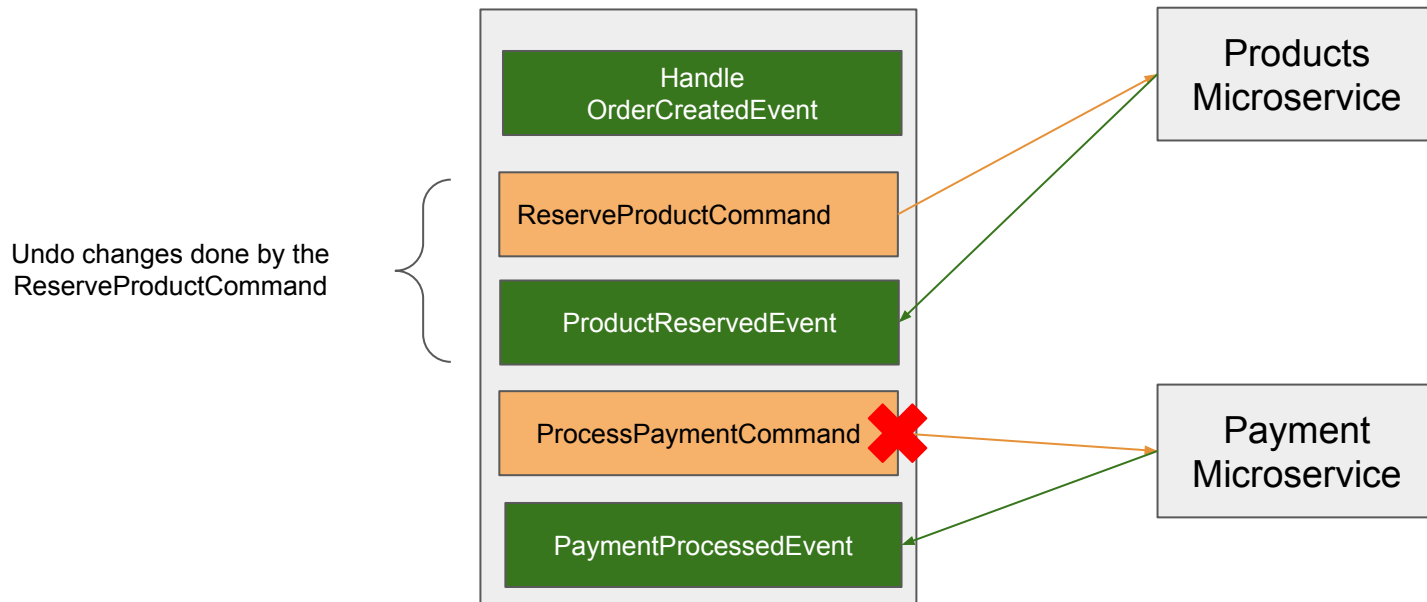 Handle
OrderCreatedEvent
Products
Microservice
ReserveProductCommand
Undo changes done by the
ReserveProductCommand
ProductReservedEvent
ProcessPaymentCommand
Payment
Microservice
PaymentProcessedEvent